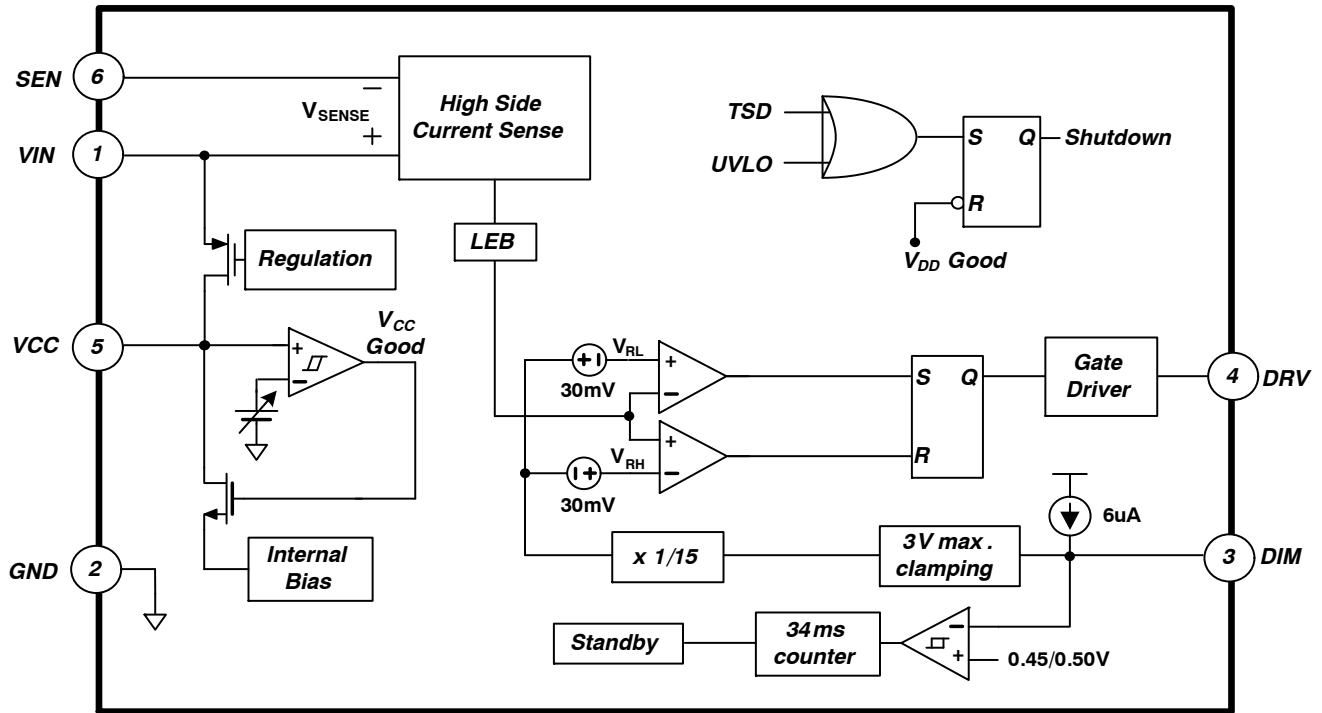 SEN
6
−
V_SENSE
+
High Side
Current Sense
VIN
1
TSD
UVLO
S Q
Shutdown
R
V_DD Good
LEB
Regulation
VCC
5
V_CC
Good
+
−
+
V_RL
30mV
+
−
+
−
V_RH
+
30mV
S Q
R
Gate
Driver
4
DRV
6uA
GND
2
Internal
Bias
x 1/15
3V max.
clamping
3
DIM
Standby
34ms
counter
−
+
0.45/0.50V